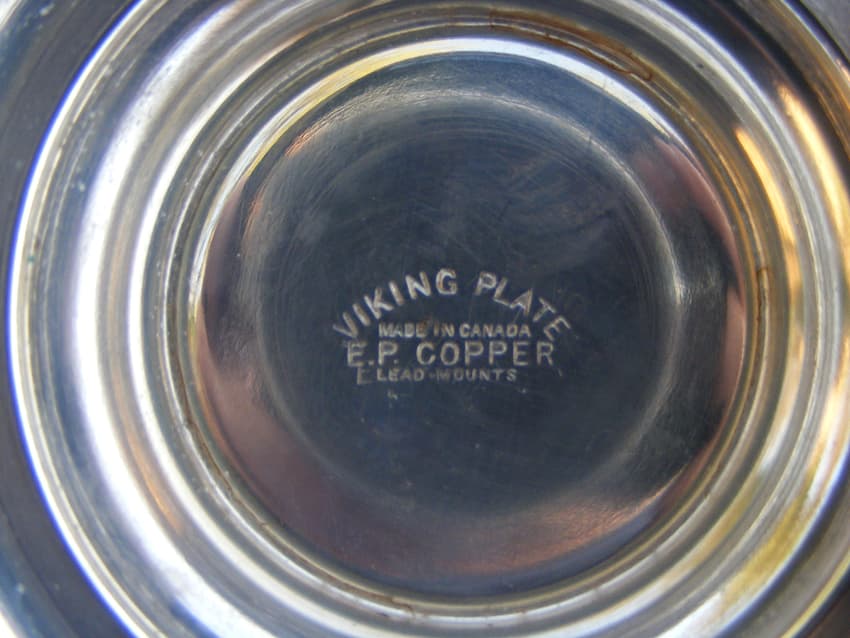 VIKING PLATE
MADE IN CANADA
E.P. COPPER
LEAD-MOUNTS